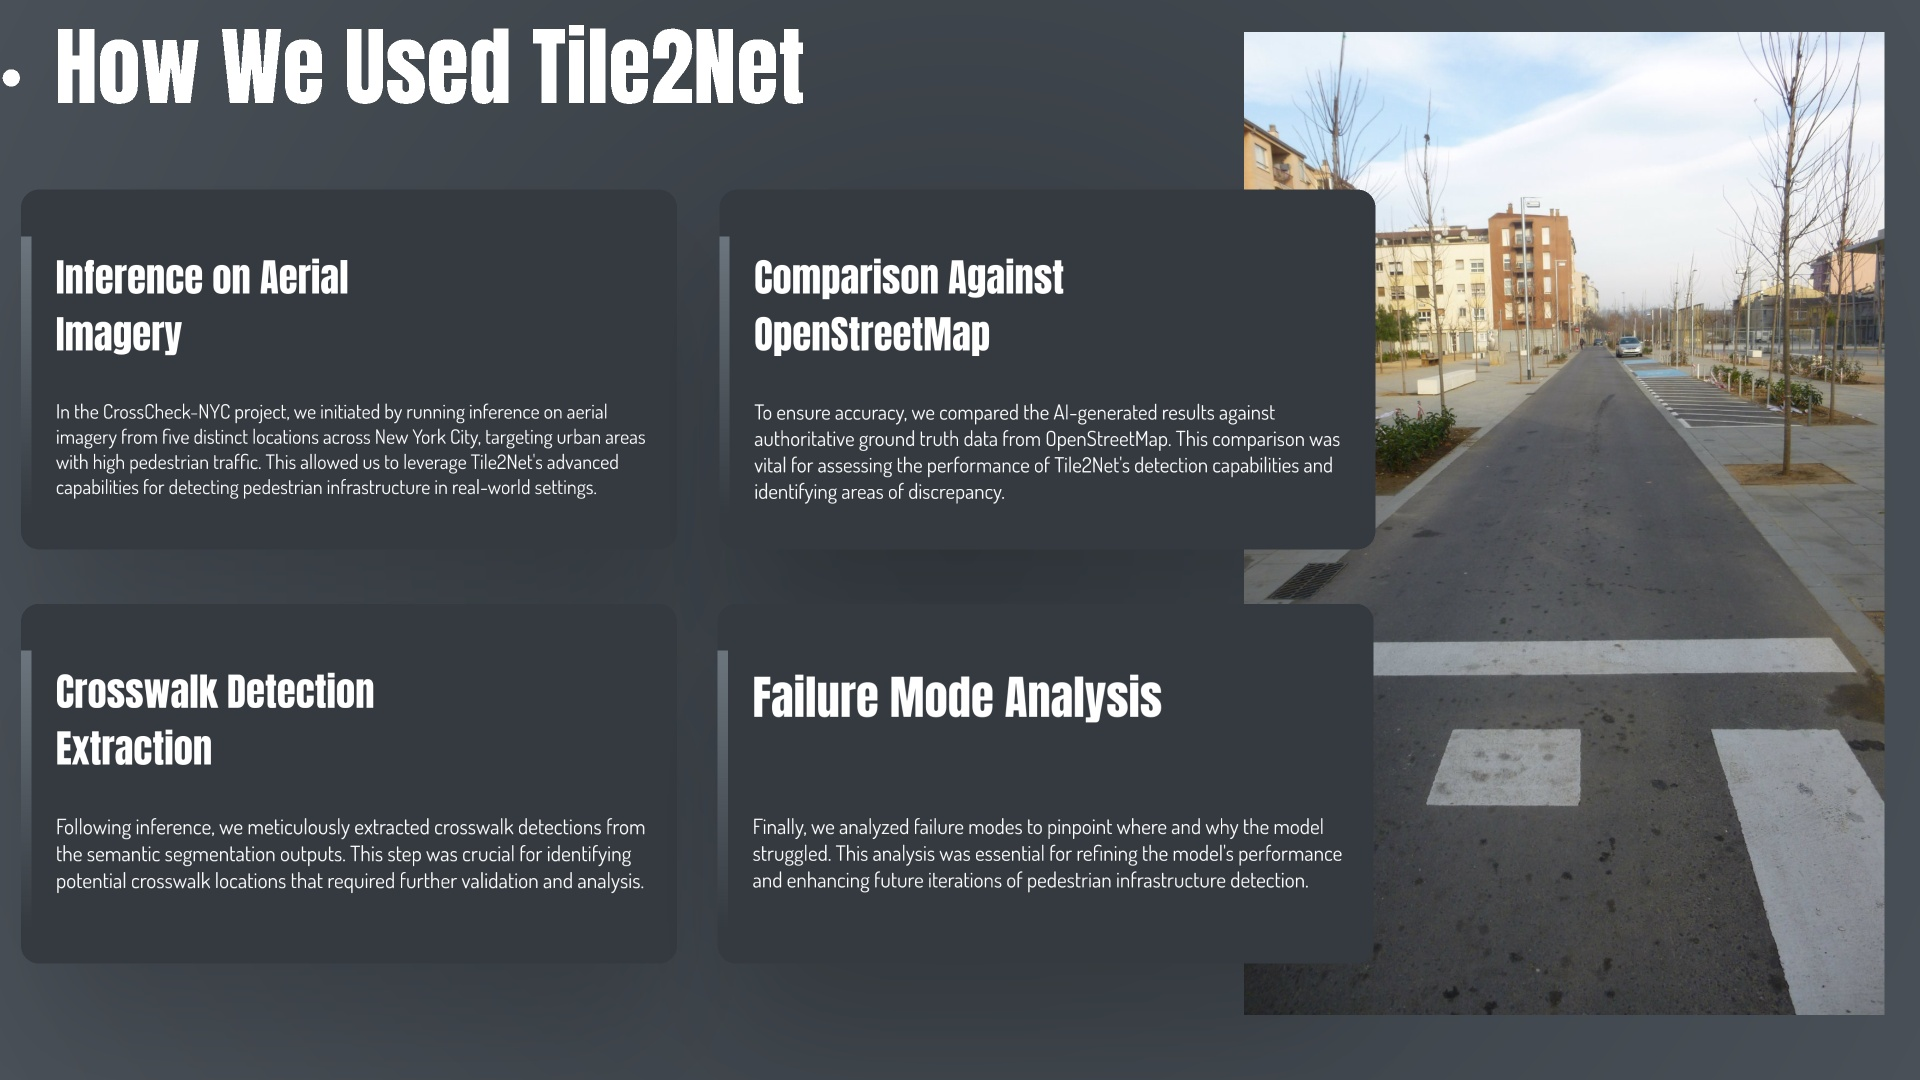 • How We Used Tile2Net
Inference on Aerial
Imagery
In the CrossCheck-NYC project, we initiated by running inference on aerial
imagery from five distinct locations across New York City, targeting urban areas
with high pedestrian traffic. This allowed us to leverage Tile2Net's advanced
capabilities for detecting pedestrian infrastructure in real-world settings.
Comparison Against
OpenStreetMap
To ensure accuracy, we compared the AI-generated results against
authoritative ground truth data from OpenStreetMap. This comparison was
vital for assessing the performance of Tile2Net's detection capabilities and
identifying areas of discrepancy.
Crosswalk Detection
Extraction
Following inference, we meticulously extracted crosswalk detections from
the semantic segmentation outputs. This step was crucial for identifying
potential crosswalk locations that required further validation and analysis.
Failure Mode Analysis
Finally, we analyzed failure modes to pinpoint where and why the model
struggled. This analysis was essential for refining the model's performance
and enhancing future iterations of pedestrian infrastructure detection.